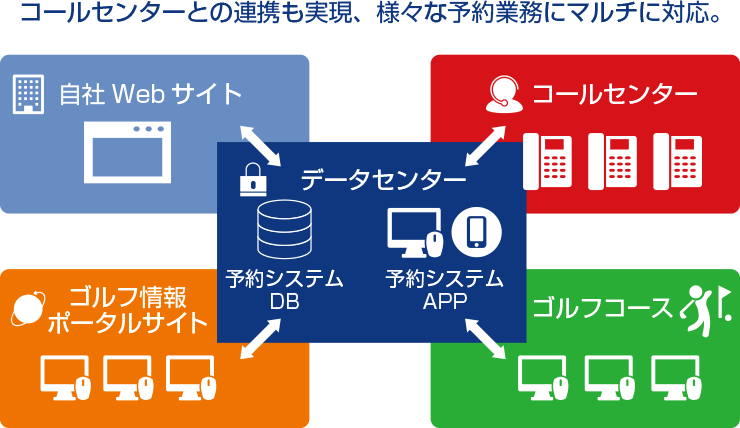 コールセンターとの連携も実現、様々な予約業務にマルチに対応。
自社 Web サイト
コールセンター
データセンター
予約システム
DB
予約システム
APP
ゴルフ情報
ポータルサイト
ゴルフコース